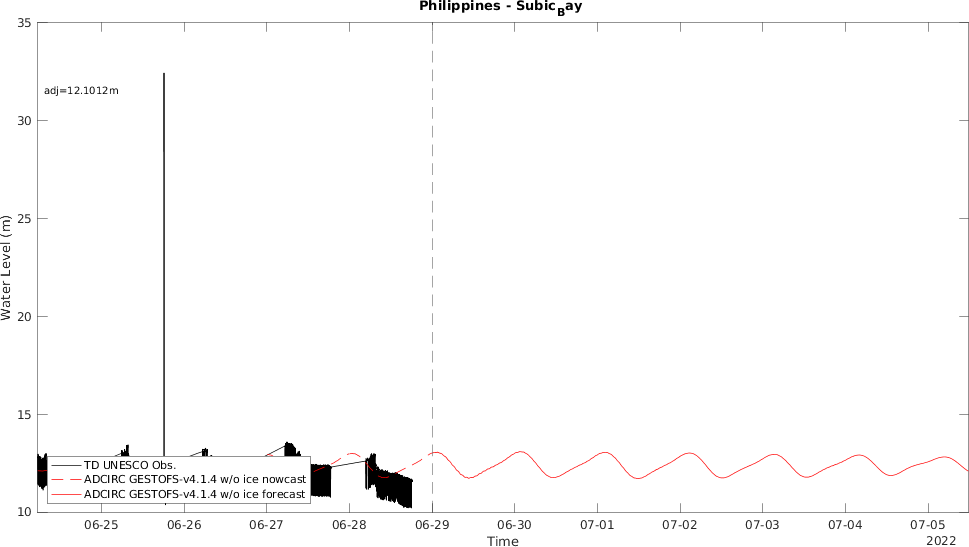 Philippines - Subic_Bay
35
adj=12.1012m
30
25
20
15
10
Water Level (m)
TD UNESCO Obs.
ADCIRC GESTOFS-v4.1.4 w/o ice nowcast
ADCIRC GESTOFS-v4.1.4 w/o ice forecast
06-25 06-26 06-27 06-28 06-29 06-30 07-01 07-02 07-03 07-04 07-05
Time
2022